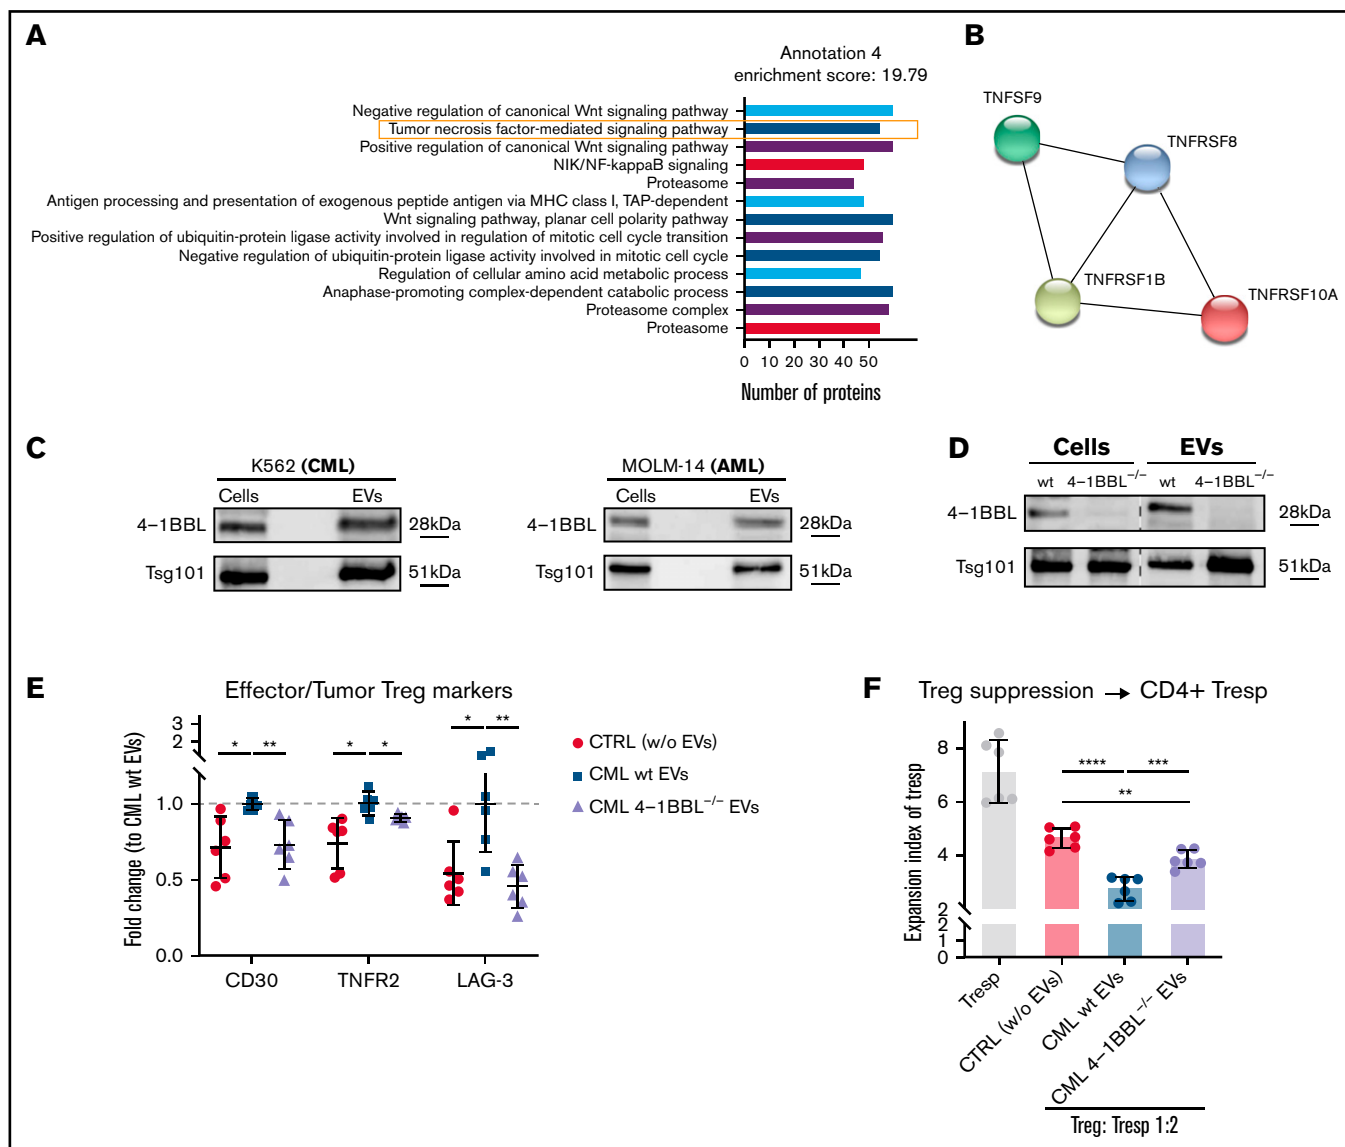 A
Annotation 4
enrichment score: 19.79
Negative regulation of canonical Wnt signaling pathway
Tumor necrosis factor-mediated signaling pathway
Positive regulation of canonical Wnt signaling pathway
NIK/NF-kappaB signaling
Proteasome
Antigen processing and presentation of exogenous peptide antigen via MHC class I, TAP-dependent
Wnt signaling pathway, planar cell polarity pathway
Positive regulation of ubiquitin-protein ligase activity involved in regulation of mitotic cell cycle transition
Negative regulation of ubiquitin-protein ligase activity involved in mitotic cell cycle
Regulation of cellular amino acid metabolic process
Anaphase-promoting complex-dependent catabolic process
Proteasome complex
Proteasome
0 10 20 30 40 50
Number of proteins
B
TNFSF9
TNFRSF8
TNFRSF1B
TNFRSF10A
C
K562 (CML)
Cells EVs
4–1BBL 28kDa
Tsg101 51kDa
MOLM-14 (AML)
Cells EVs
4–1BBL 28kDa
Tsg101 51kDa
D
Cells EVs
wt 4–1BBL−/− wt 4–1BBL−/−
4–1BBL 28kDa
Tsg101 51kDa
E
Effector/Tumor Treg markers
Fold change (to CML wt EVs)
3
2
1.0
0.5
0.0
* ** * * * **
CD30 TNFR2 LAG-3
CTRL (w/o EVs)
CML wt EVs
CML 4–1BBL−/− EVs
F
Treg suppression → CD4+ Tresp
Expansion index of tresp
8
6
4
2
2
1
0
**** ***
**
Tresp
CTRL (w/o EVs)
CML wt EVs
CML 4–1BBL−/− EVs
Treg: Tresp 1:2